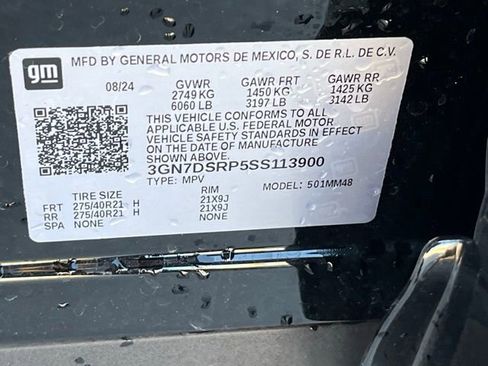 gm
MFD BY GENERAL MOTORS DE MEXICO, S. DE R.L. DE C.V.
08/24 GVWR GAWR FRT GAWR RR
2749 KG 1450 KG 1425 KG
6060 LB 3197 LB 3142 LB
THIS VEHICLE CONFORMS TO ALL
APPLICABLE U.S. FEDERAL MOTOR
VEHICLE SAFETY STANDARDS IN EFFECT
ON THE DATE OF MANUFACTURE SHOWN ABOVE.
3GN7DSRP5SS113900
TYPE: MPV MODEL: 501MM48
TIRE SIZE RIM
FRT 275/40R21 H 21X9J
RR 275/40R21 H 21X9J
SPA NONE NONE